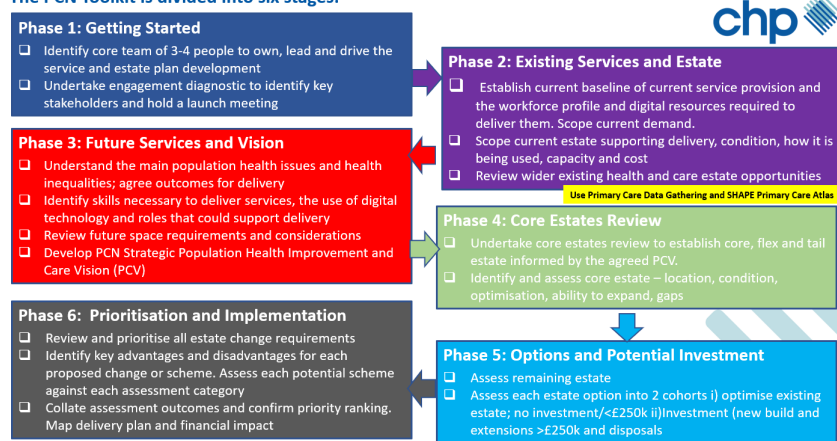 The PCN Toolkit is divided into six stages:
chp
Phase 1: Getting Started
Identify core team of 3-4 people to own, lead and drive the
service and estate plan development
Undertake engagement diagnostic to identify key
stakeholders and hold a launch meeting
Phase 2: Existing Services and Estate
Establish current baseline of current service provision and
the workforce profile and digital resources required to
deliver them. Scope current demand.
Scope current estate supporting delivery, condition, how it is
being used, capacity and cost
Review wider existing health and care estate opportunities
Use Primary Care Data Gathering and SHAPE Primary Care Atlas
Phase 3: Future Services and Vision
Understand the main population health issues and health
inequalities; agree outcomes for delivery
Identify skills necessary to deliver services, the use of digital
technology and roles that could support delivery
Review future space requirements and considerations
Develop PCN Strategic Population Health Improvement and
Care Vision (PCV)
Phase 4: Core Estates Review
Undertake core estates review to establish core, flex and tail
estate informed by the agreed PCV.
Identify and assess core estate – location, condition,
optimisation, ability to expand, gaps
Phase 5: Options and Potential Investment
Assess remaining estate
Assess each estate option into 2 cohorts i) optimise existing
estate; no investment/<£250k ii)Investment (new build and
extensions >£250k and disposals
Phase 6:  Prioritisation and Implementation
Review and prioritise all estate change requirements
Identify key advantages and disadvantages for each
proposed change or scheme. Assess each potential scheme
against each assessment category
Collate assessment outcomes and confirm priority ranking.
Map delivery plan and financial impact